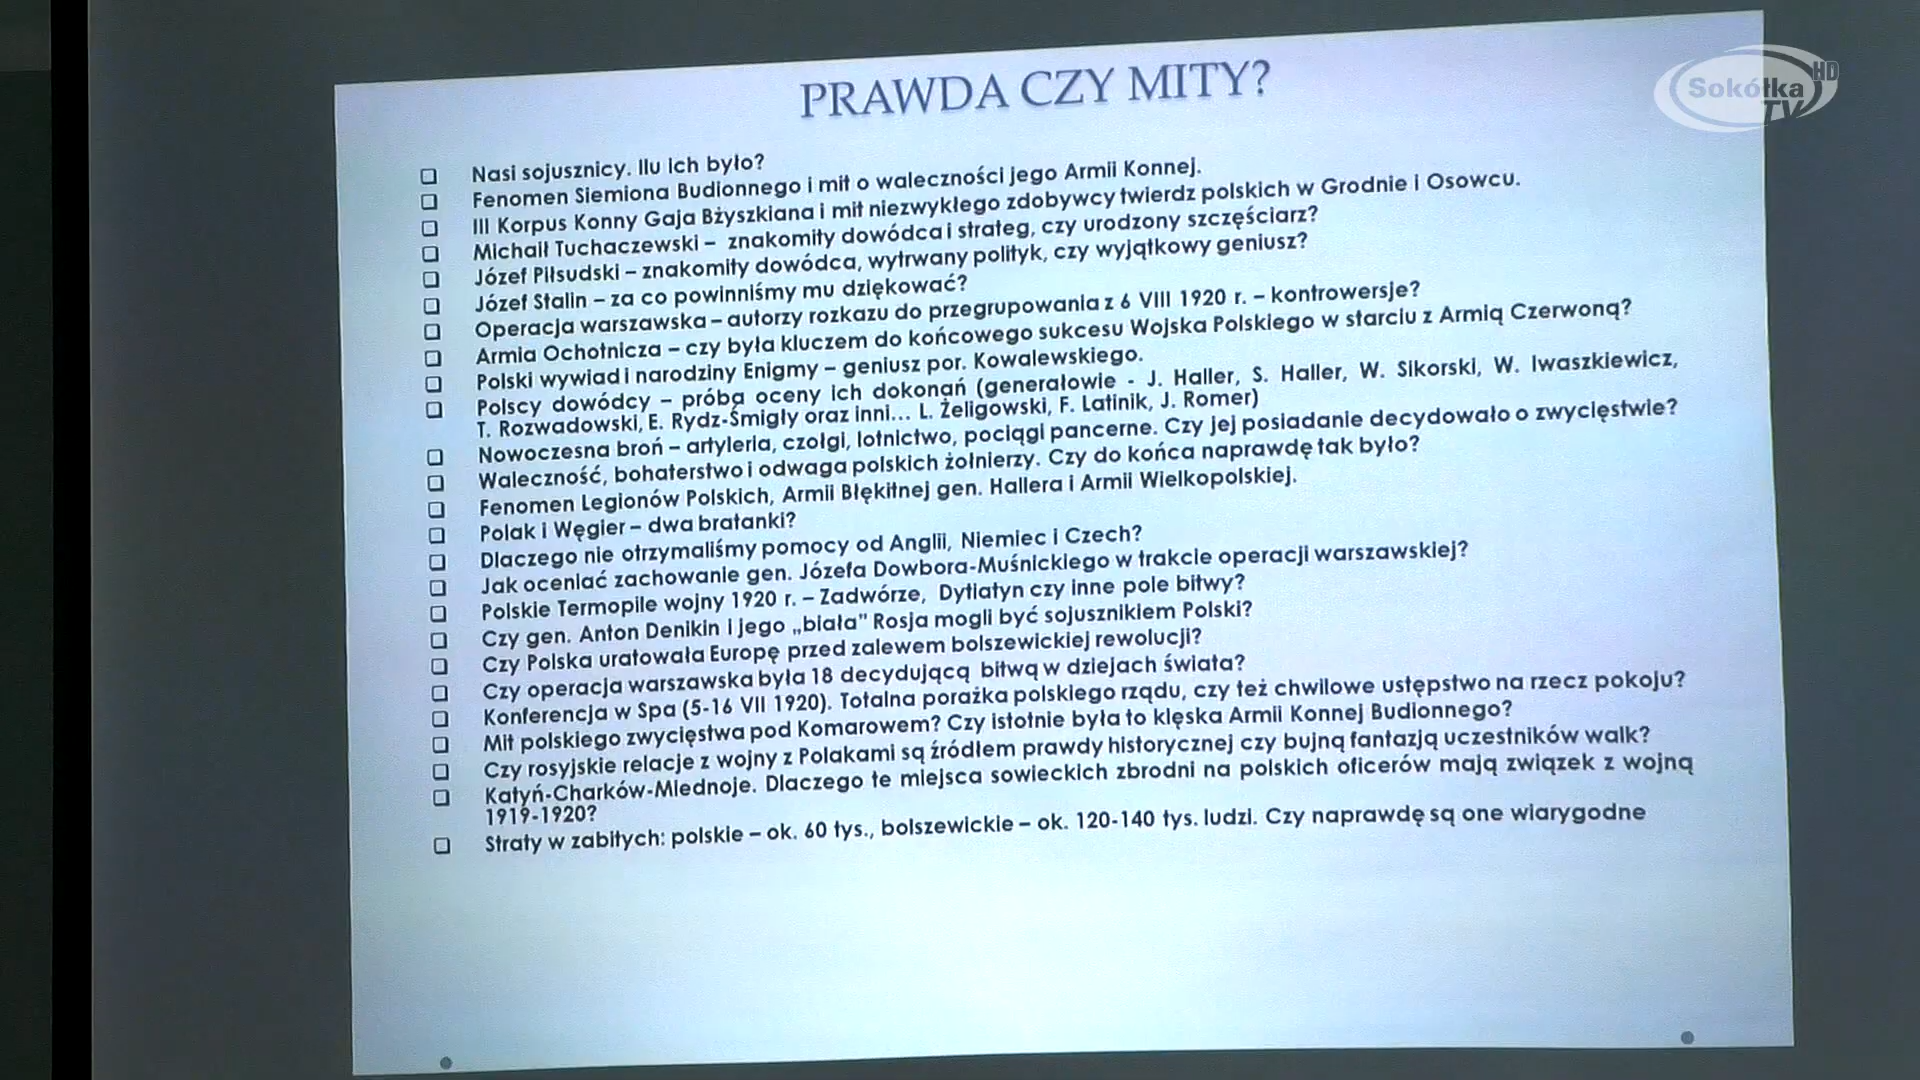 PRAWDA CZY MITY?
Sokółka HD
TV
❑ Nasi sojusznicy. Ilu ich było?
❑ Fenomen Siemiona Budionnego i mit o waleczności jego Armii Konnej.
❑ III Korpus Konny Gaja Bżyszkiana i mit niezwykłego zdobywcy twierdz polskich w Grodnie i Osowcu.
❑ Michaił Tuchaczewski – znakomity dowódca i strateg, czy urodzony szczęściarz?
❑ Józef Piłsudski – znakomity dowódca, wytrwany polityk, czy wyjątkowy geniusz?
❑ Józef Stalin – za co powinniśmy mu dziękować?
❑ Operacja warszawska – autorzy rozkazu do przegrupowania z 6 VIII 1920 r. – kontrowersje?
❑ Armia Ochotnicza – czy była kluczem do końcowego sukcesu Wojska Polskiego w starciu z Armią Czerwoną?
❑ Polski wywiad i narodziny Enigmy – geniusz por. Kowalewskiego.
❑ Polscy dowódcy – próba oceny ich dokonań (generałowie - J. Haller, S. Haller, W. Sikorski, W. Iwaszkiewicz,
T. Rozwadowski, E. Rydz-Śmigły oraz inni... L. Żeligowski, F. Latinik, J. Romer)
❑ Nowoczesna broń – artyleria, czołgi, lotnictwo, pociągi pancerne. Czy jej posiadanie decydowało o zwycięstwie?
❑ Waleczność, bohaterstwo i odwaga polskich żołnierzy. Czy do końca naprawdę tak było?
❑ Fenomen Legionów Polskich, Armii Błękitnej gen. Hallera i Armii Wielkopolskiej.
❑ Polak i Węgier – dwa bratanki?
❑ Dlaczego nie otrzymaliśmy pomocy od Anglii, Niemiec i Czech?
❑ Jak oceniać zachowanie gen. Józefa Dowbora-Muśnickiego w trakcie operacji warszawskiej?
❑ Polskie Termopile wojny 1920 r. – Zadwórze, Dytiatyn czy inne pole bitwy?
❑ Czy gen. Anton Denikin i jego „biała" Rosja mogli być sojusznikiem Polski?
❑ Czy Polska uratowała Europę przed zalewem bolszewickiej rewolucji?
❑ Czy operacja warszawska była 18 decydującą bitwą w dziejach świata?
❑ Konferencja w Spa (5-16 VII 1920). Totalna porażka polskiego rządu, czy też chwilowe ustępstwo na rzecz pokoju?
❑ Mit polskiego zwycięstwa pod Komarowem? Czy istotnie była to klęska Armii Konnej Budionnego?
❑ Czy rosyjskie relacje z wojny z Polakami są źródłem prawdy historycznej czy bujną fantazją uczestników walk?
❑ Katyń-Charków-Miednoje. Dlaczego te miejsca sowieckich zbrodni na polskich oficerów mają związek z wojną
1919-1920?
❑ Straty w zabitych: polskie – ok. 60 tys., bolszewickie – ok. 120-140 tys. ludzi. Czy naprawdę są one wiarygodne